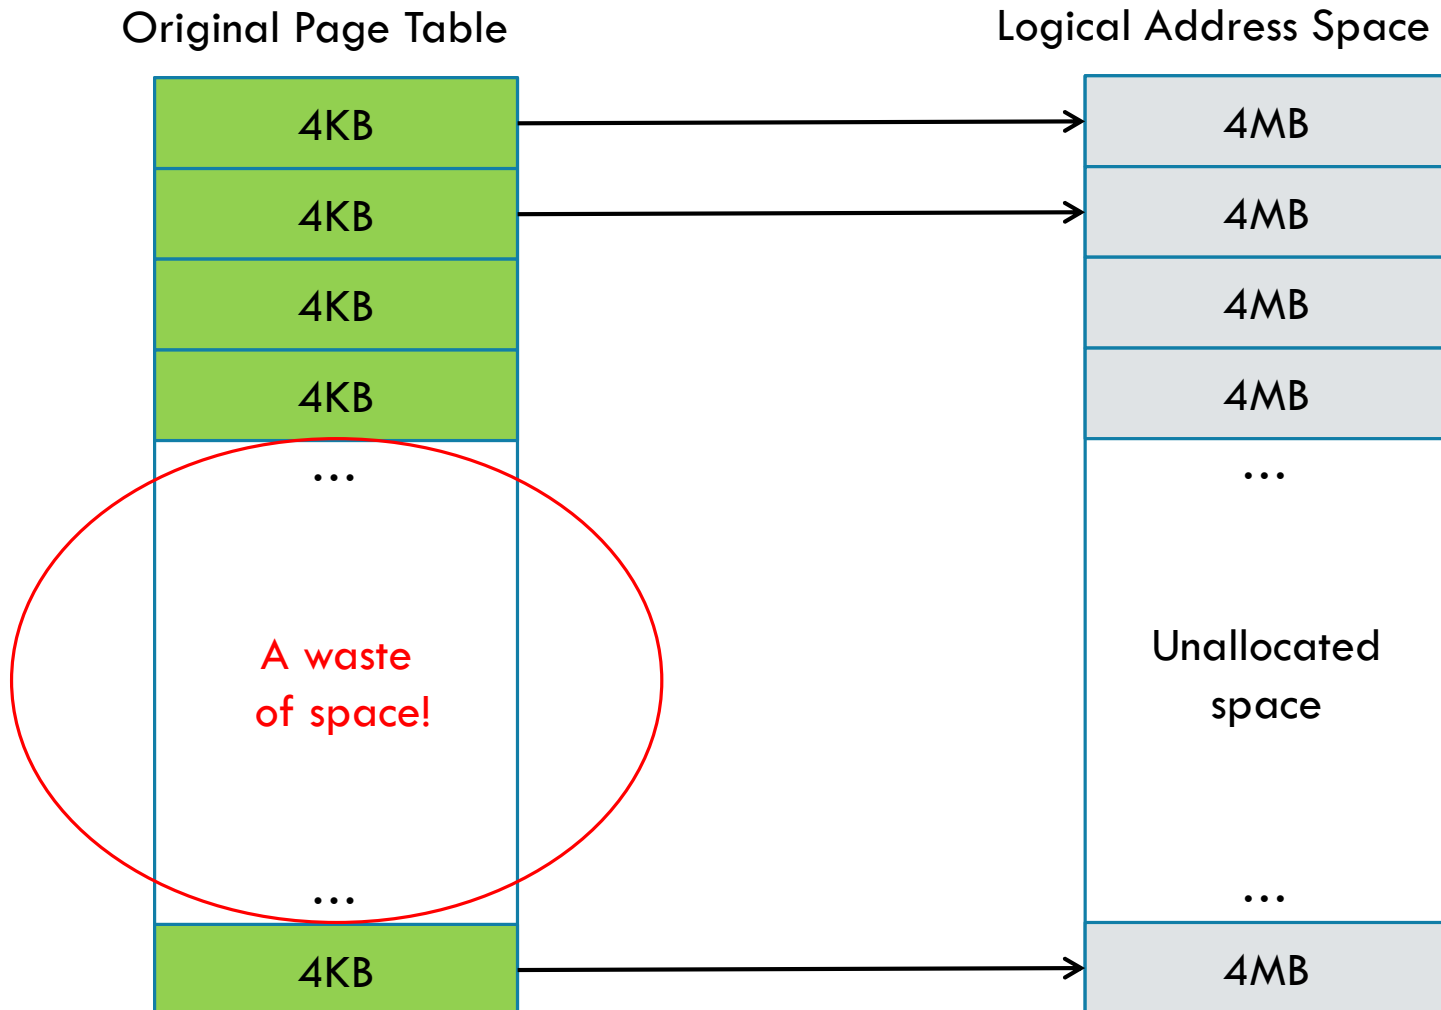 Original Page Table
Logical Address Space
4KB
4MB
4KB
4MB
4KB
4MB
4KB
4MB
...
...
A waste
of space!
Unallocated
space
...
...
4KB
4MB